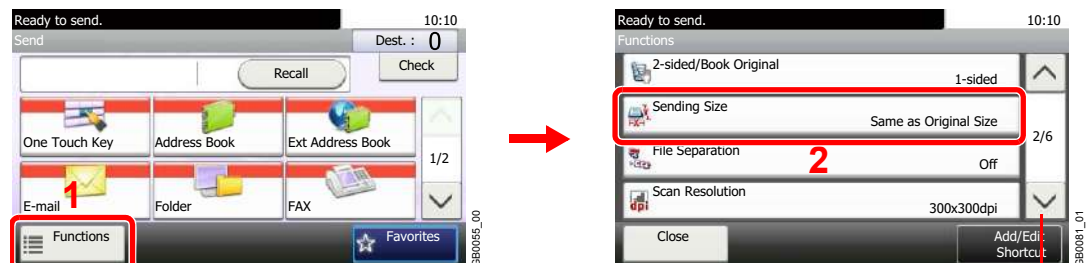 Ready to send.
10:10
Send
Dest. :
0
Recall
Check
One Touch Key
Address Book
Ext Address Book
1/2
1
E-mail
Folder
FAX
Functions
Favorites
GB0055_00
Ready to send.
10:10
Functions
2-sided/Book Original
1-sided
Sending Size
Same as Original Size
2/6
File Separation
2
Off
Scan Resolution
300x300dpi
dpi
Close
Add/Edit
Shortcut
GB0081_01